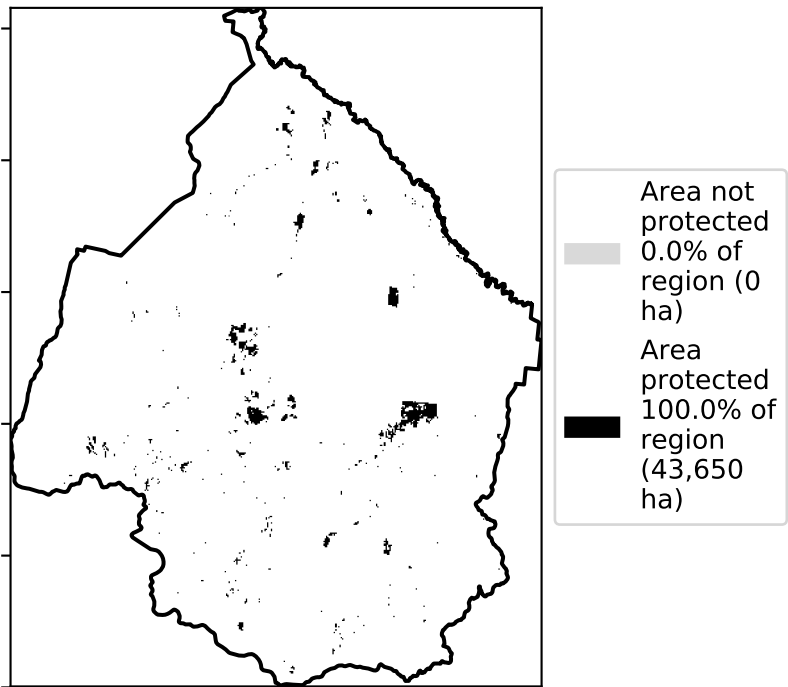 Area not
protected
0.0% of
region (0
ha)
Area
protected
100.0% of
region
(43,650
ha)